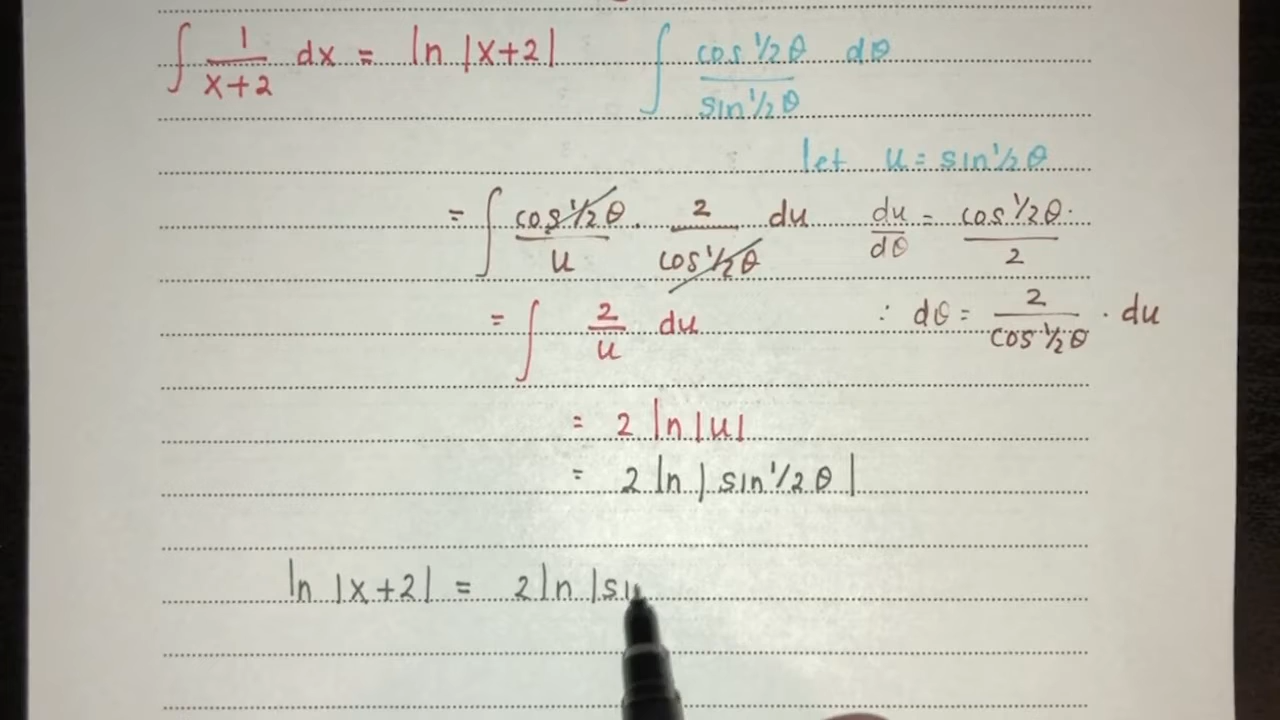 ∫ 1/(x+2) dx = ln |x+2| ∫ cos ½θ / sin ½θ dθ
let u = sin ½θ
= ∫ cos ½θ / u · 2 / cos ½θ du du/dθ = cos ½θ · / 2
= ∫ 2/u du ∴ dθ = 2 / cos ½θ · du
= 2 ln |u|
= 2 ln | sin ½θ |
ln |x+2| = 2 ln |si